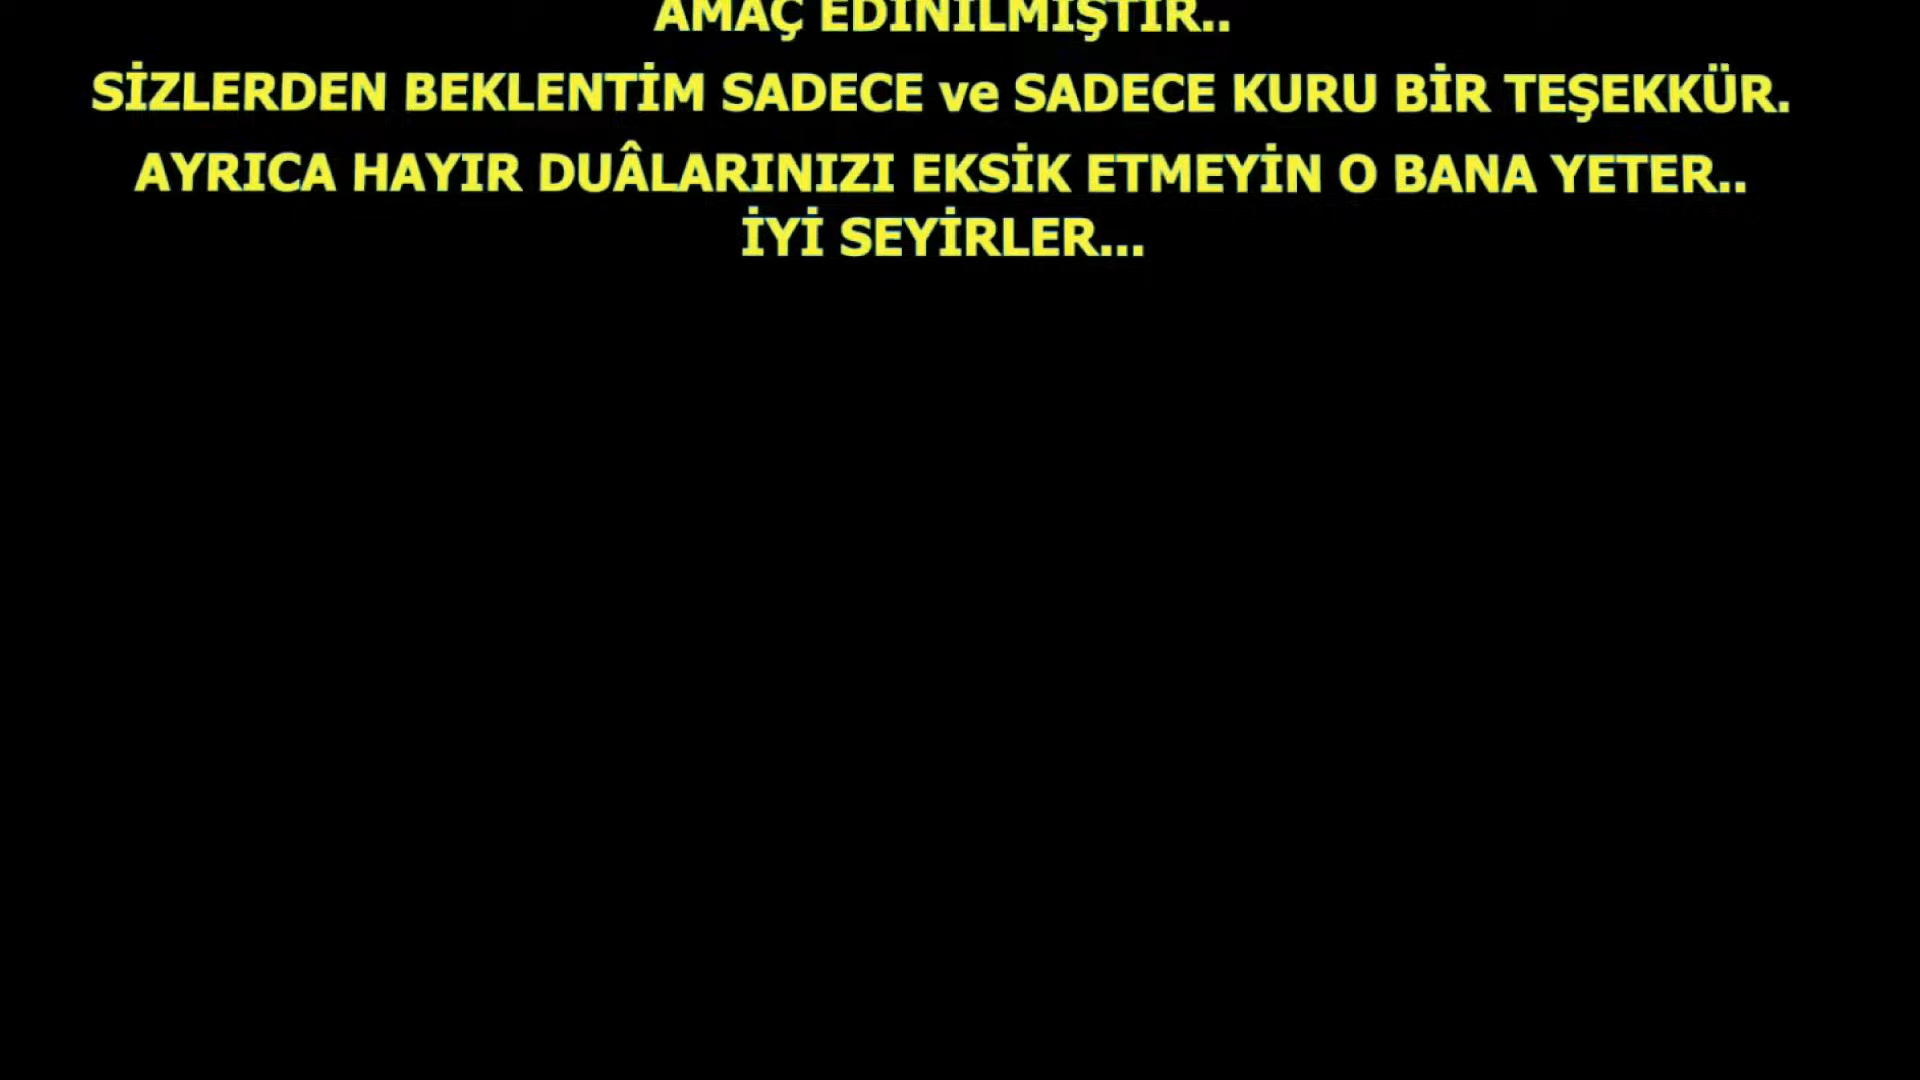 AMAÇ EDİNİLMİŞTİR..
SİZLERDEN BEKLENTİM SADECE ve SADECE KURU BİR TEŞEKKÜR.
AYRICA HAYIR DUÂLARINIZI EKSİK ETMEYİN O BANA YETER..
İYİ SEYİRLER...